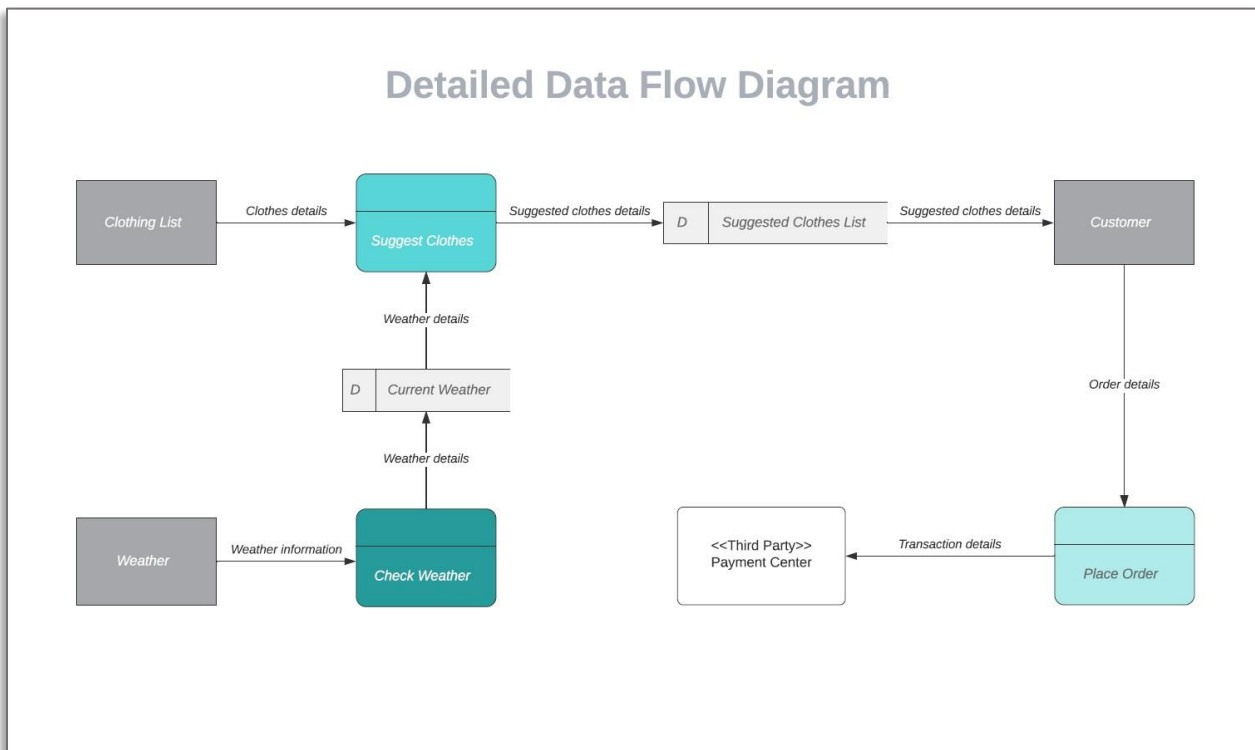 Detailed Data Flow Diagram
Clothing List
Clothes details
Suggest Clothes
Suggested clothes details
D
Suggested Clothes List
Suggested clothes details
Customer
Weather details
D
Current Weather
Order details
Weather details
Weather
Weather information
Check Weather
<<Third Party>>
Payment Center
Transaction details
Place Order